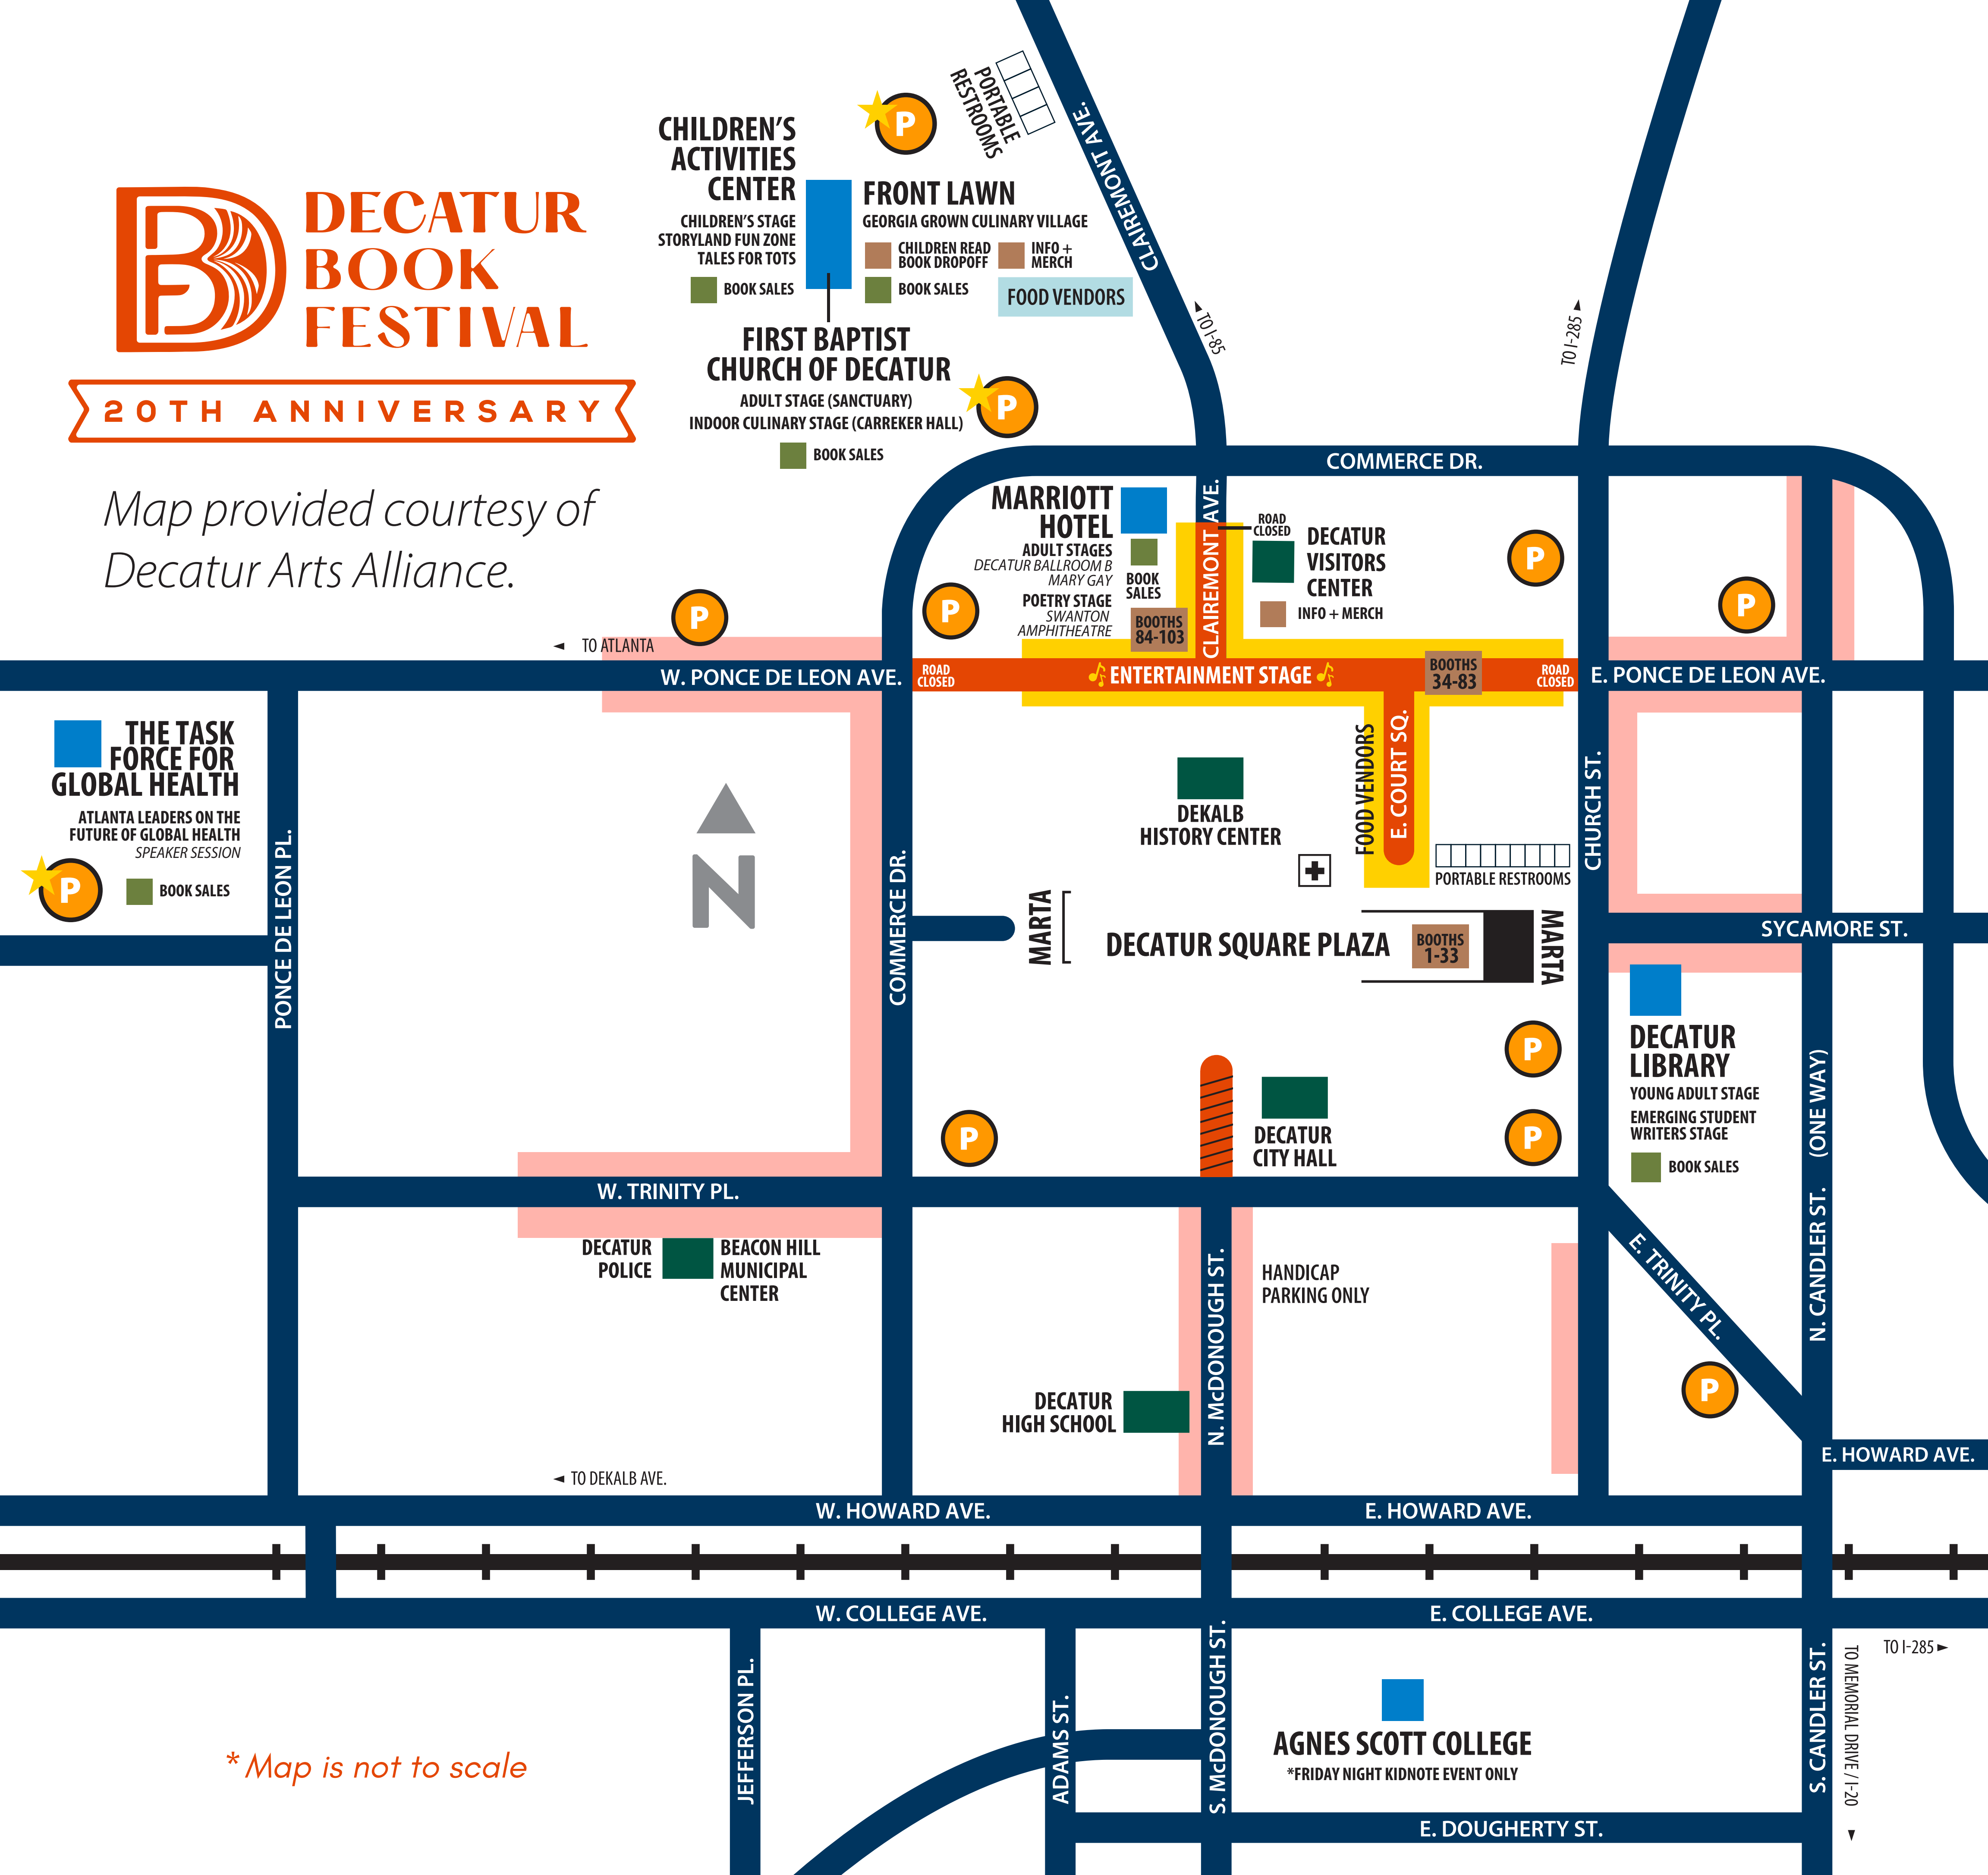 DECATUR
BOOK
FESTIVAL
20TH ANNIVERSARY
Map provided courtesy of
Decatur Arts Alliance.
CHILDREN'S
ACTIVITIES
CENTER
CHILDREN'S STAGE
STORYLAND FUN ZONE
TALES FOR TOTS
BOOK SALES
P
PORTABLE
RESTROOMS
FRONT LAWN
GEORGIA GROWN CULINARY VILLAGE
CHILDREN READ
BOOK DROPOFF
INFO +
MERCH
BOOK SALES
FOOD VENDORS
FIRST BAPTIST
CHURCH OF DECATUR
ADULT STAGE (SANCTUARY)
INDOOR CULINARY STAGE (CARREKER HALL)
BOOK SALES
P
CLAIREMONT AVE.
TO I-85
TO I-285
COMMERCE DR.
MARRIOTT
HOTEL
ADULT STAGES
DECATUR BALLROOM B
MARY GAY
POETRY STAGE
SWANTON
AMPHITHEATRE
BOOK
SALES
BOOTHS
84-103
CLAIREMONT AVE.
ROAD
CLOSED
DECATUR
VISITORS
CENTER
INFO + MERCH
P
P
P
P
TO ATLANTA
W. PONCE DE LEON AVE.
ROAD
CLOSED
ENTERTAINMENT STAGE
BOOTHS
34-83
ROAD
CLOSED
E. PONCE DE LEON AVE.
THE TASK
FORCE FOR
GLOBAL HEALTH
ATLANTA LEADERS ON THE
FUTURE OF GLOBAL HEALTH
SPEAKER SESSION
P
BOOK SALES
PONCE DE LEON PL.
N
COMMERCE DR.
DEKALB
HISTORY CENTER
FOOD VENDORS
E. COURT SQ.
PORTABLE RESTROOMS
CHURCH ST.
MARTA
DECATUR SQUARE PLAZA
BOOTHS
1-33
MARTA
SYCAMORE ST.
DECATUR
LIBRARY
YOUNG ADULT STAGE
EMERGING STUDENT
WRITERS STAGE
BOOK SALES
P
P
P
DECATUR
CITY HALL
N. CANDLER ST. (ONE WAY)
W. TRINITY PL.
E. TRINITY PL.
DECATUR
POLICE
BEACON HILL
MUNICIPAL
CENTER
N. McDONOUGH ST.
HANDICAP
PARKING ONLY
P
DECATUR
HIGH SCHOOL
E. HOWARD AVE.
TO DEKALB AVE.
W. HOWARD AVE.
E. HOWARD AVE.
W. COLLEGE AVE.
E. COLLEGE AVE.
JEFFERSON PL.
ADAMS ST.
S. McDONOUGH ST.
AGNES SCOTT COLLEGE
*FRIDAY NIGHT KIDNOTE EVENT ONLY
S. CANDLER ST.
TO MEMORIAL DRIVE / I-20
TO I-285
E. DOUGHERTY ST.
* Map is not to scale